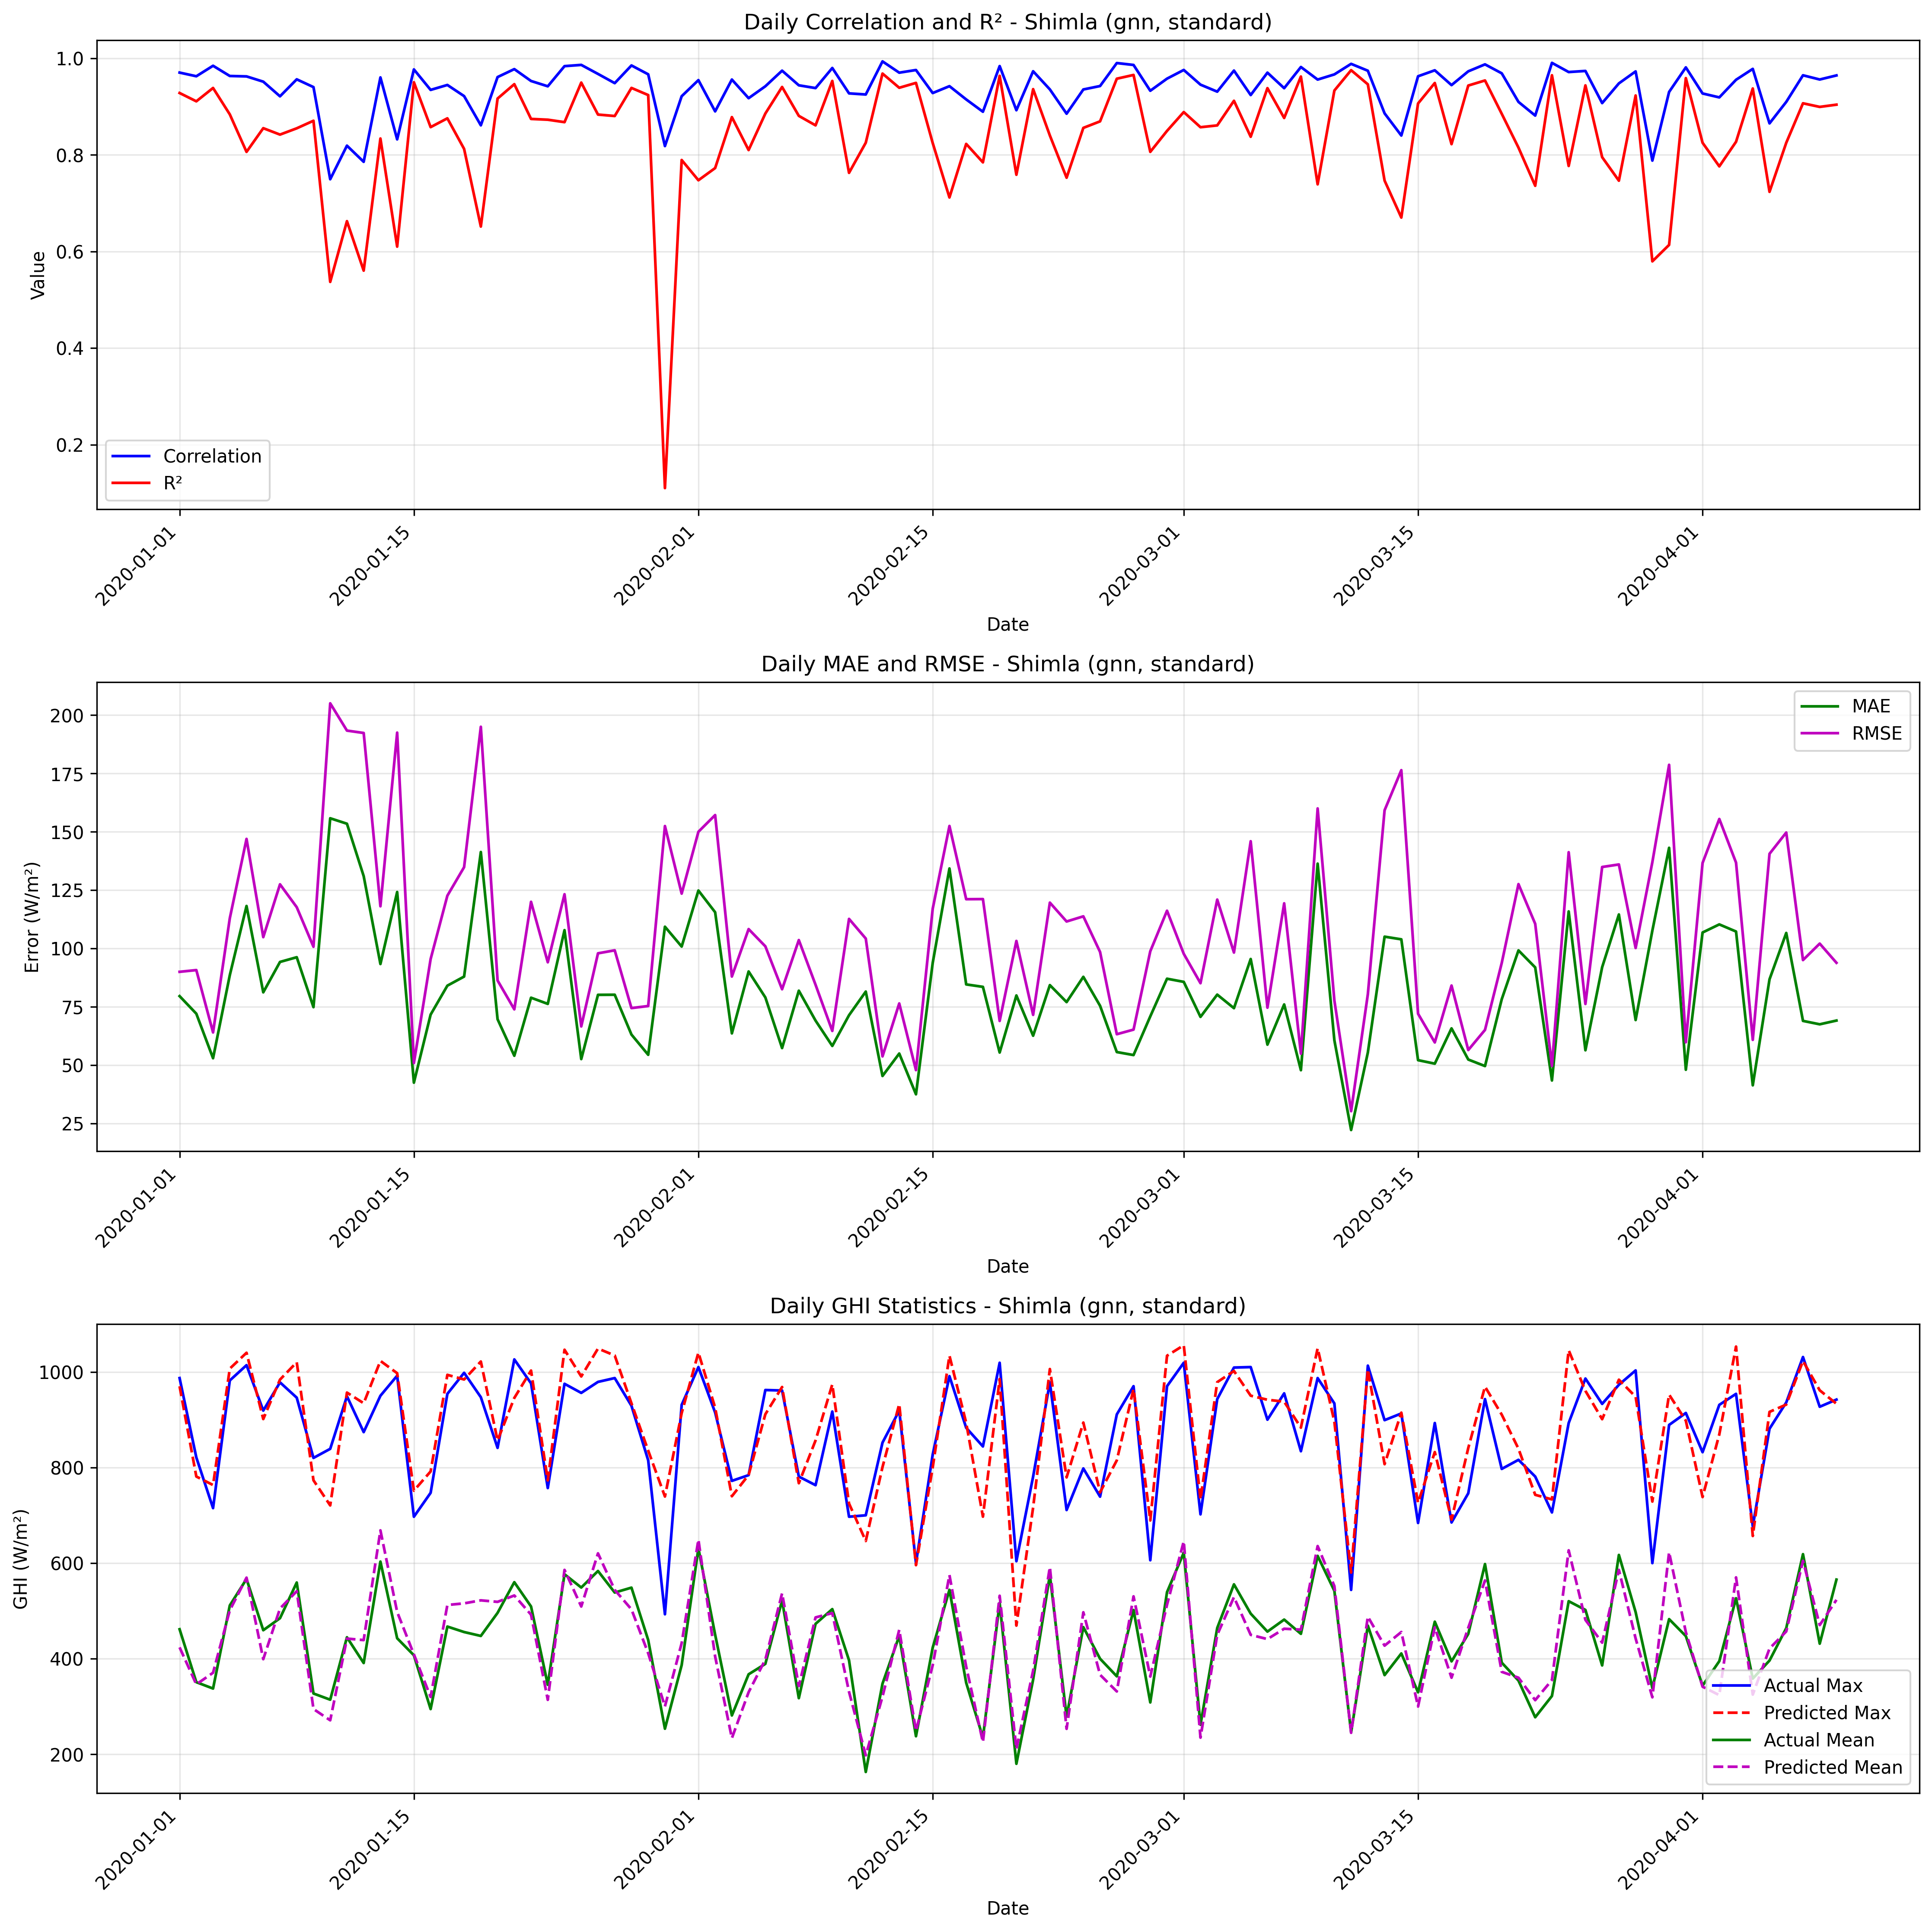 Daily Correlation and R² - Shimla (gnn, standard)
1.0
0.8
0.6
0.4
0.2
Value
Correlation
R²
2020-01-01
2020-01-15
2020-02-01
2020-02-15
2020-03-01
2020-03-15
2020-04-01
Date
Daily MAE and RMSE - Shimla (gnn, standard)
200
175
150
125
100
75
50
25
Error (W/m²)
MAE
RMSE
2020-01-01
2020-01-15
2020-02-01
2020-02-15
2020-03-01
2020-03-15
2020-04-01
Date
Daily GHI Statistics - Shimla (gnn, standard)
1000
800
600
400
200
GHI (W/m²)
Actual Max
Predicted Max
Actual Mean
Predicted Mean
2020-01-01
2020-01-15
2020-02-01
2020-02-15
2020-03-01
2020-03-15
2020-04-01
Date